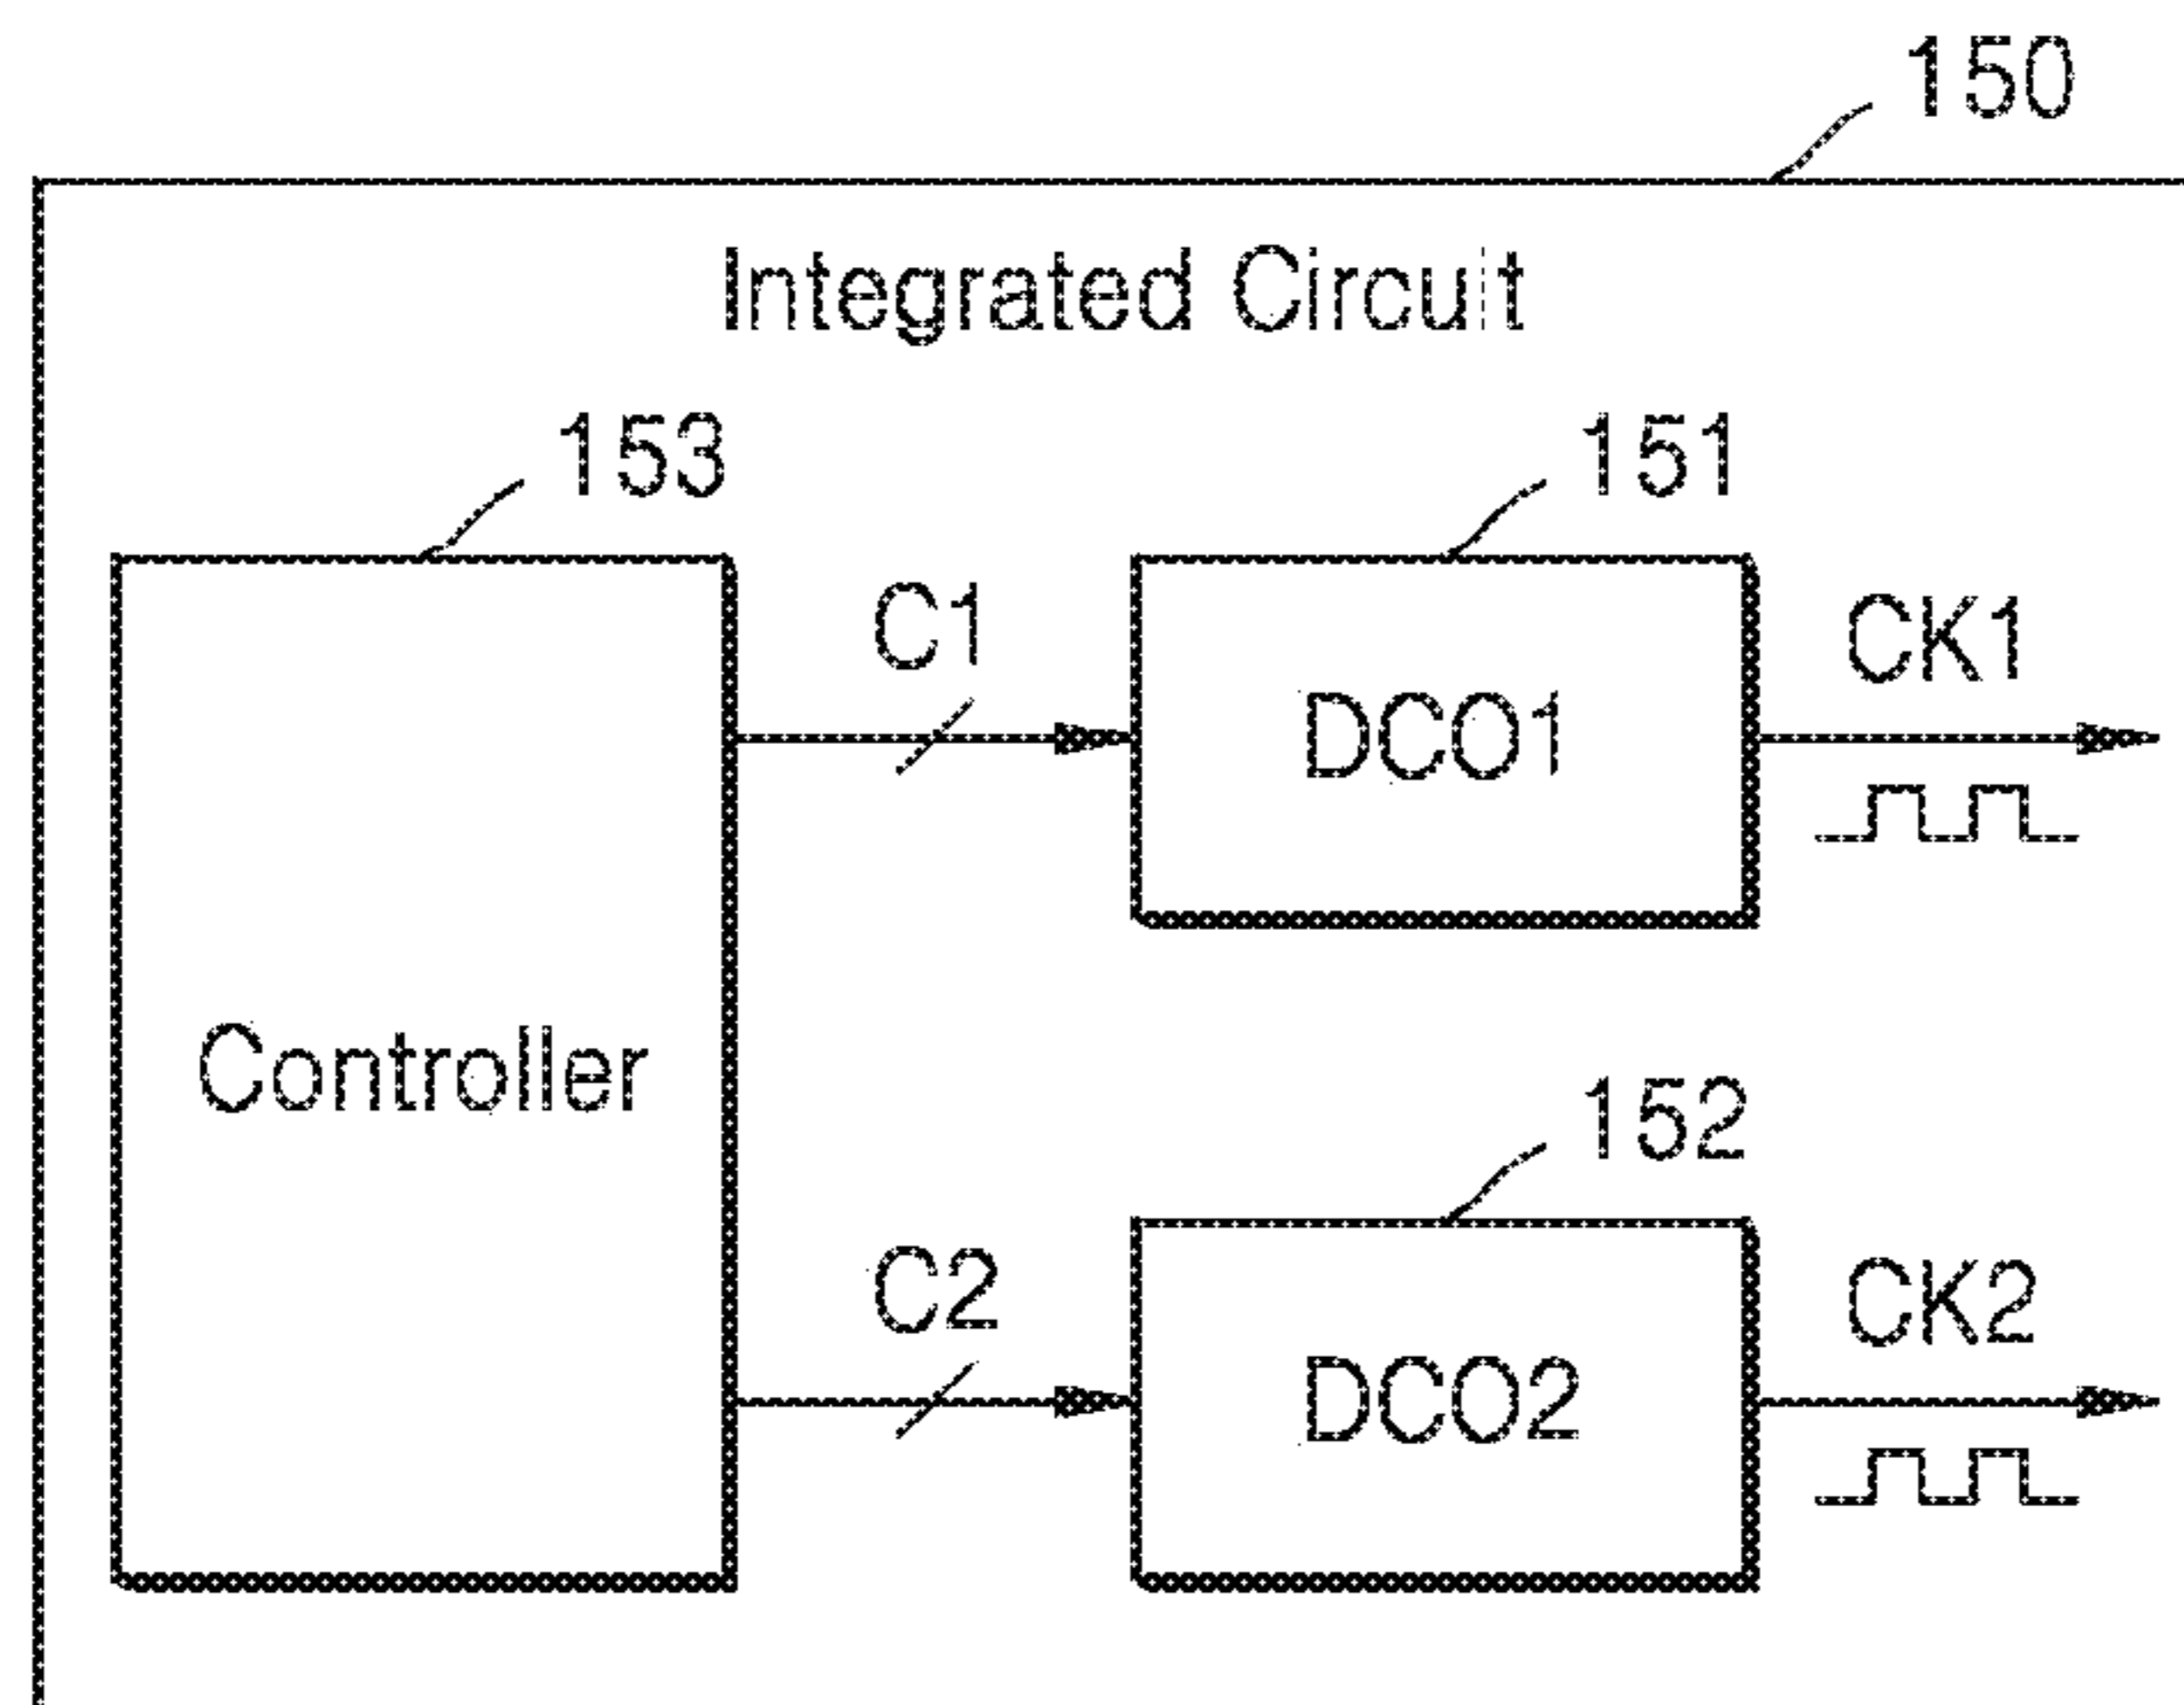 150
Integrated Circuit
153
151
C1
DCO1
CK1
Controller
152
C2
DCO2
CK2